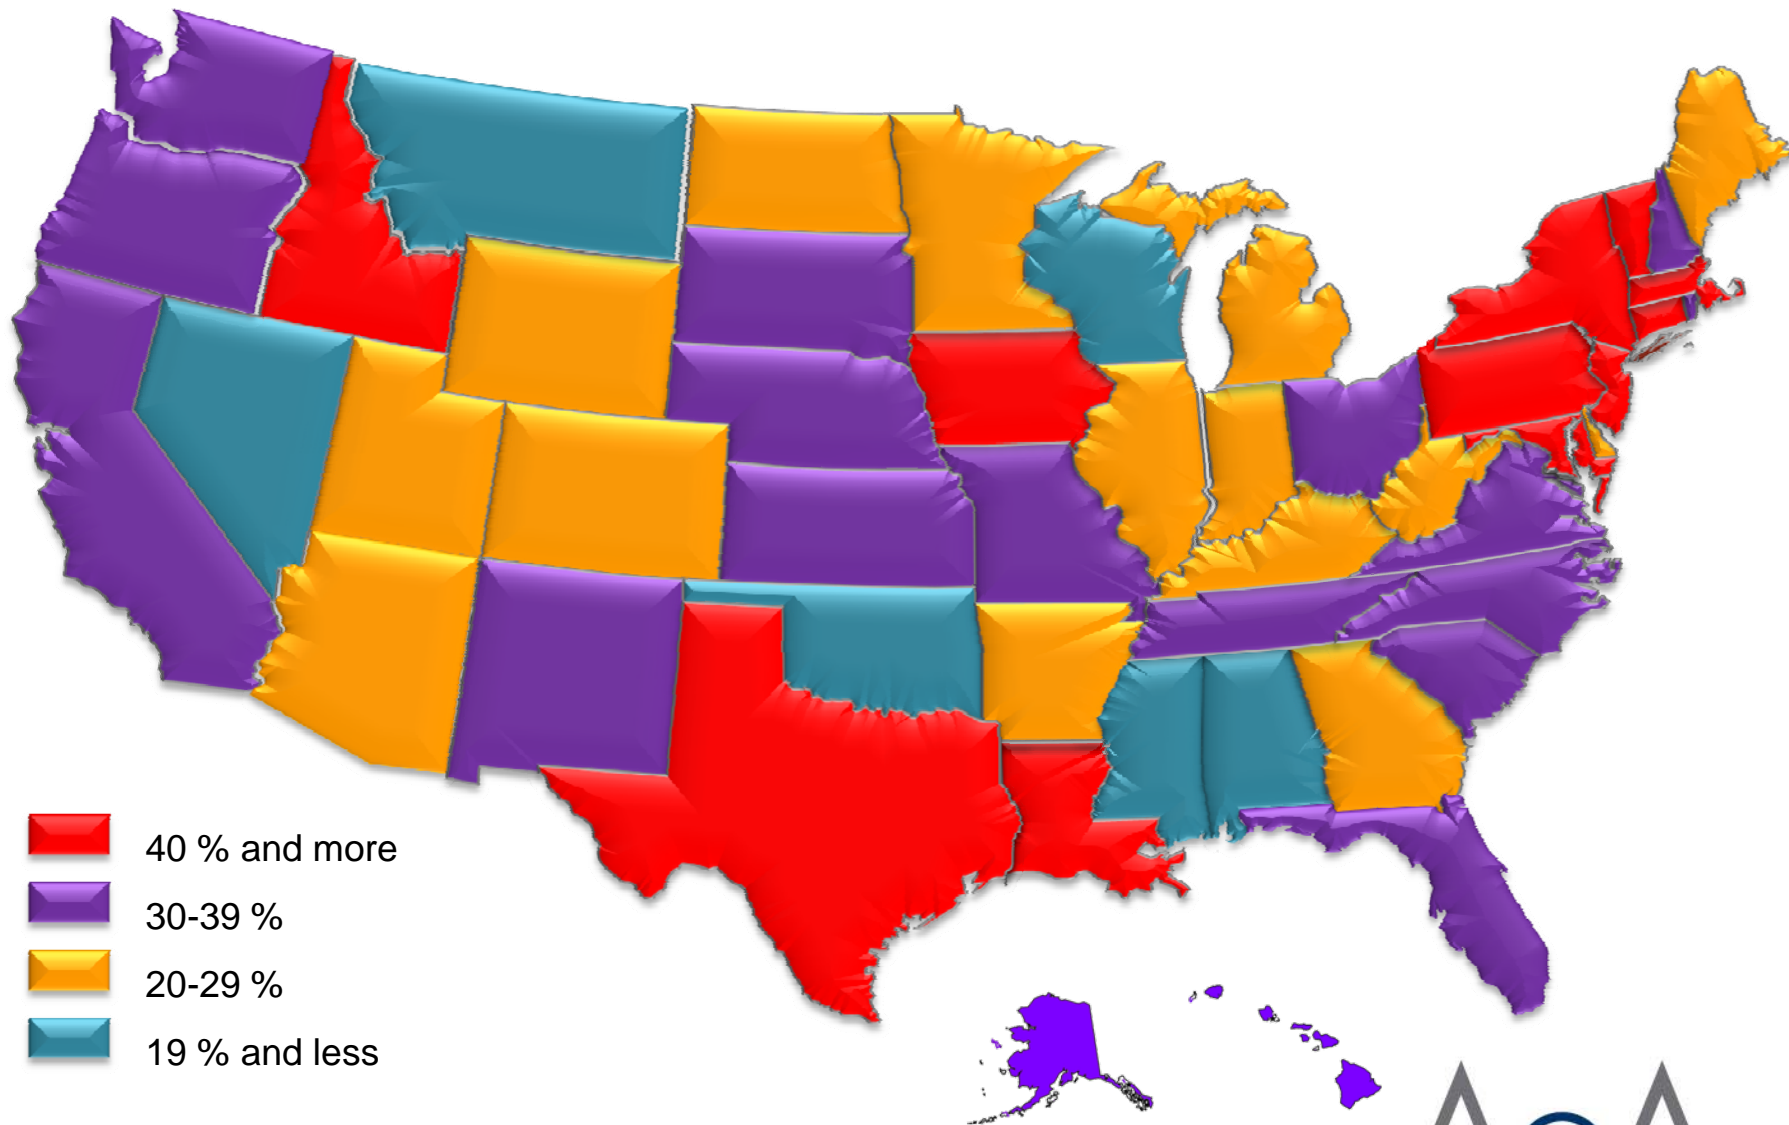 40 % and more
30-39 %
20-29 %
19 % and less